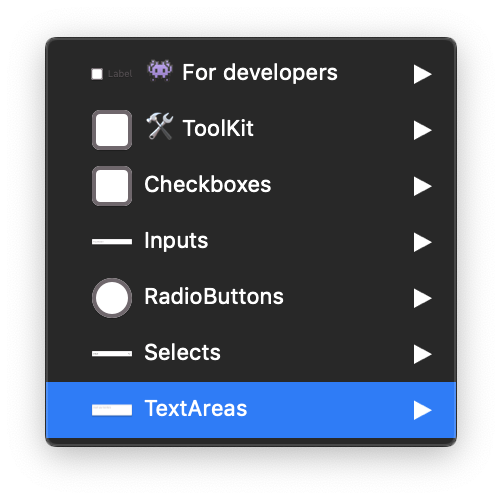 Label 👾 For developers
🛠️ ToolKit
Checkboxes
Inputs
RadioButtons
Selects
TextAreas